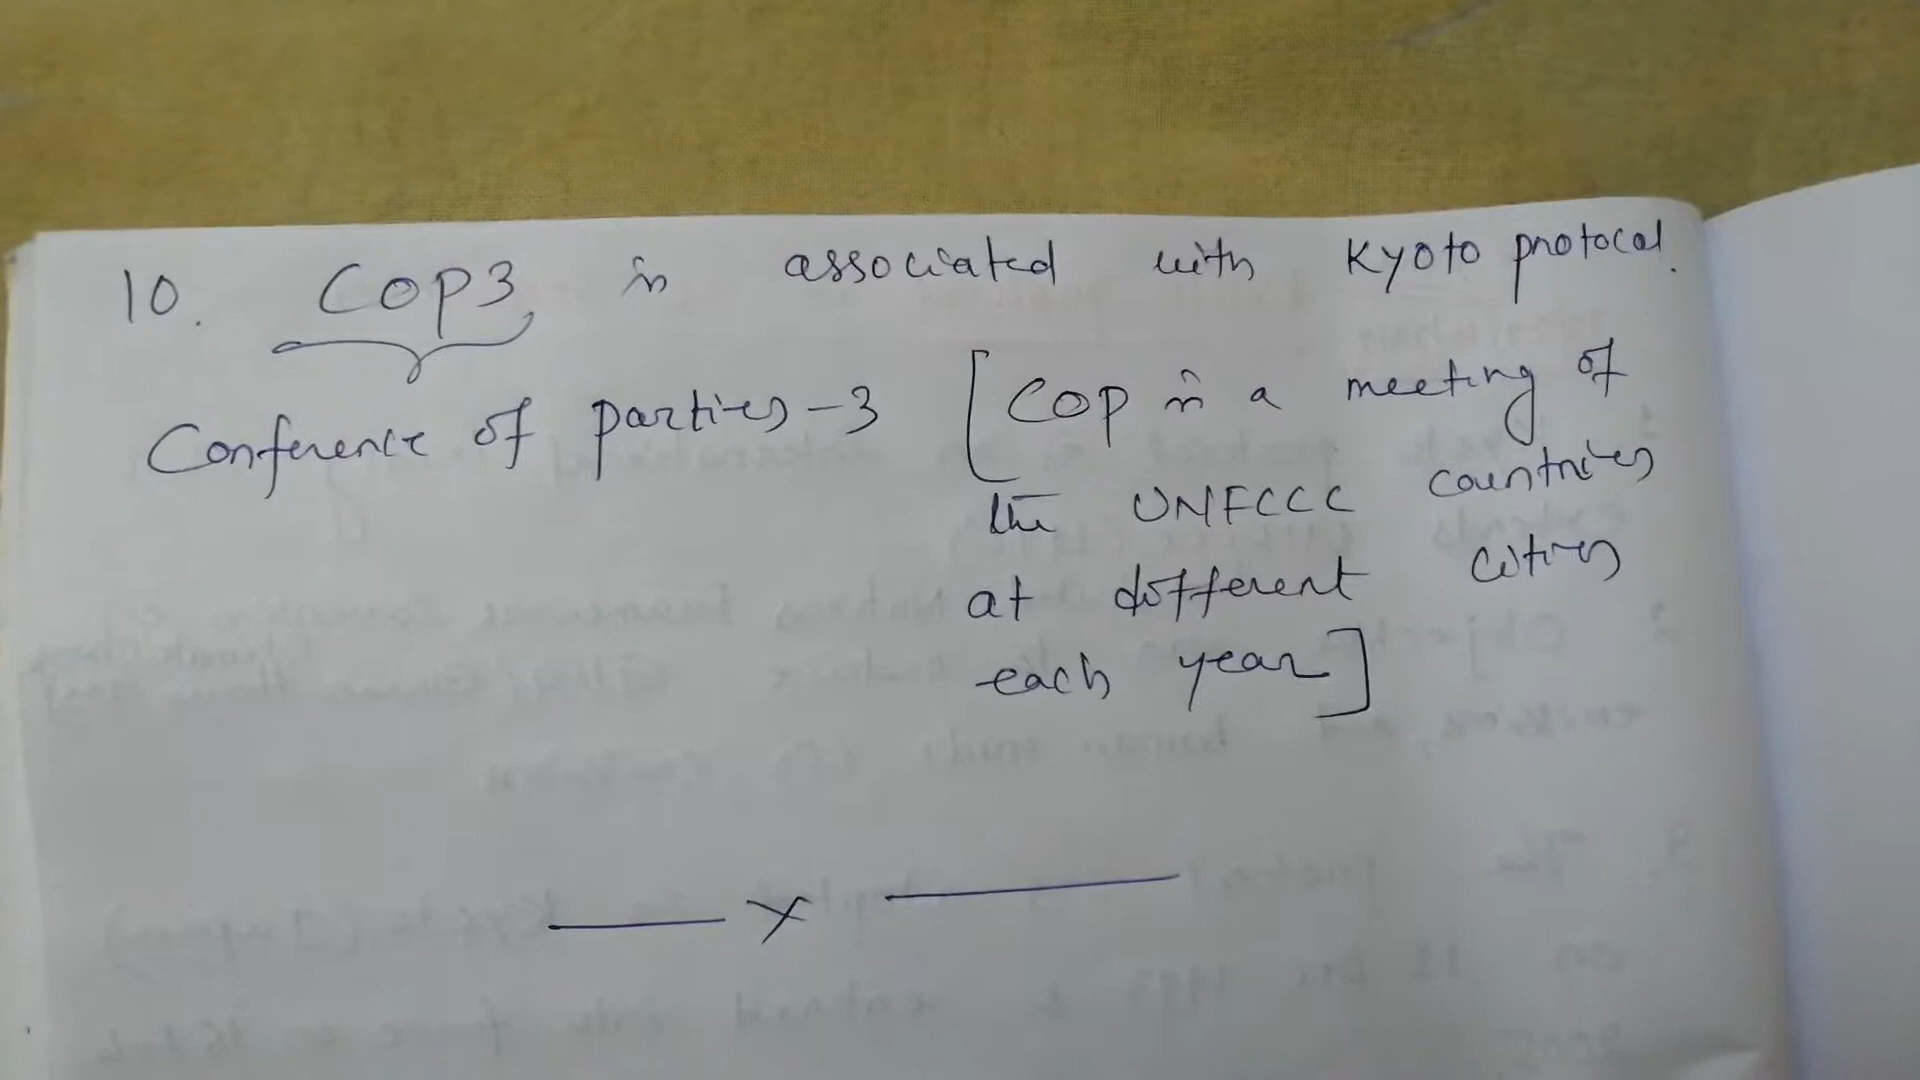 10. COP3 is associated with Kyoto protocal.
Conference of parties-3
[COP is a meeting of
the UNFCCC countries
at different cities
each year]
x